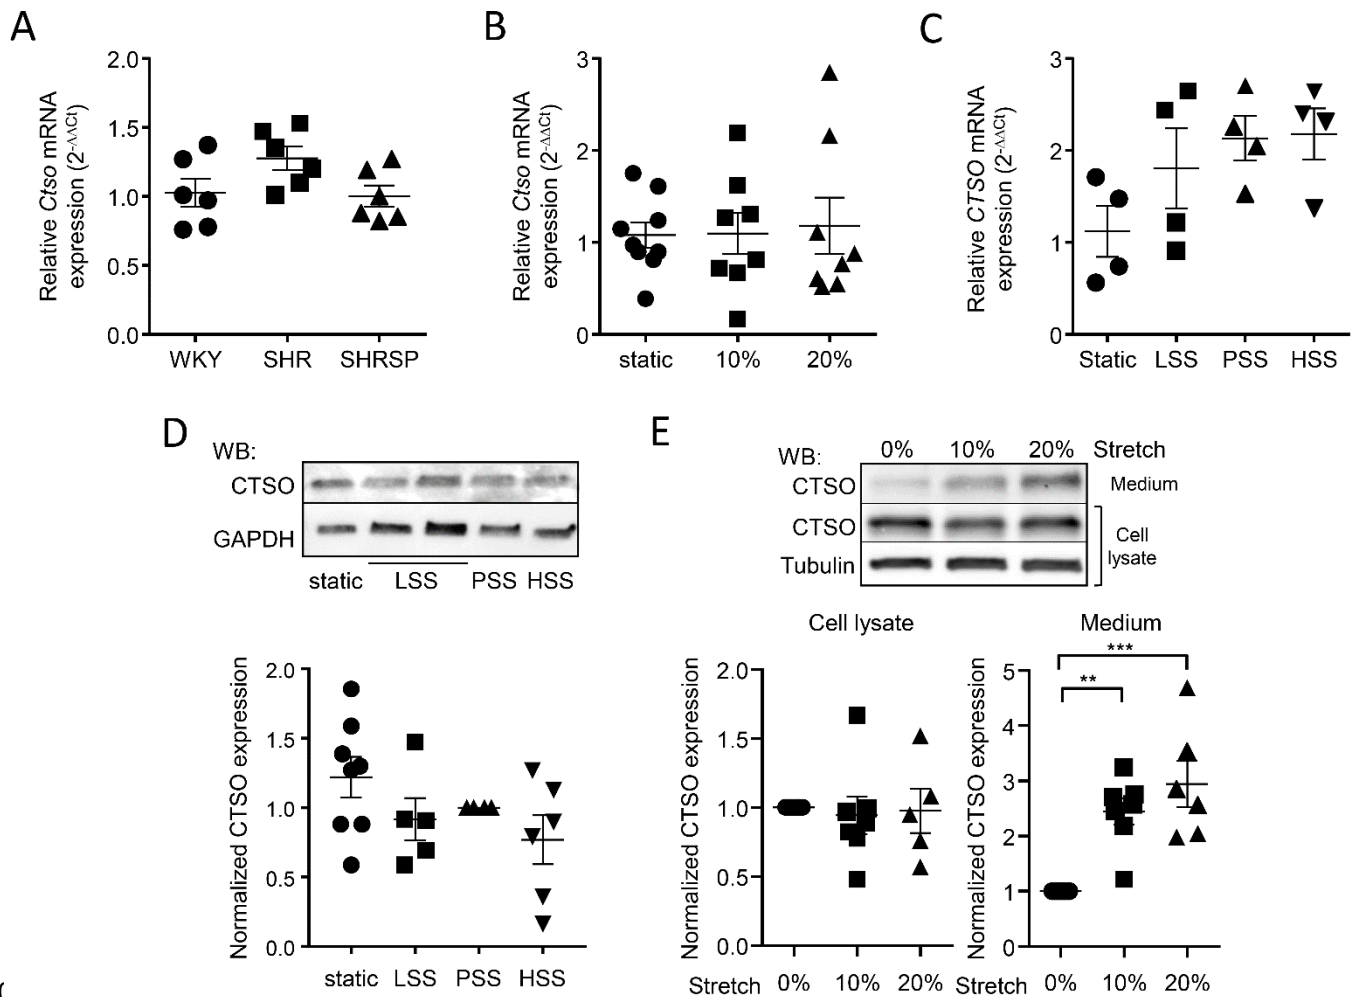 A
Relative Ctso mRNA
expression (2-ΔΔCt)
2.0
1.5
1.0
0.5
0.0
WKY SHR SHRSP
B
Relative Ctso mRNA
expression (2-ΔΔCt)
3
2
1
0
static 10% 20%
C
Relative CTSO mRNA
expression (2-ΔΔCt)
3
2
1
0
Static LSS PSS HSS
D
WB:
CTSO
GAPDH
static LSS PSS HSS
Normalized CTSO expression
2.0
1.5
1.0
0.5
0.0
static LSS PSS HSS
E
WB: 0% 10% 20% Stretch
CTSO Medium
CTSO
Tubulin
Cell
lysate
Cell lysate
Normalized CTSO expression
2.0
1.5
1.0
0.5
0.0
Stretch 0% 10% 20%
Medium
Normalized CTSO expression
5
4
3
2
1
0
***
**
Stretch 0% 10% 20%